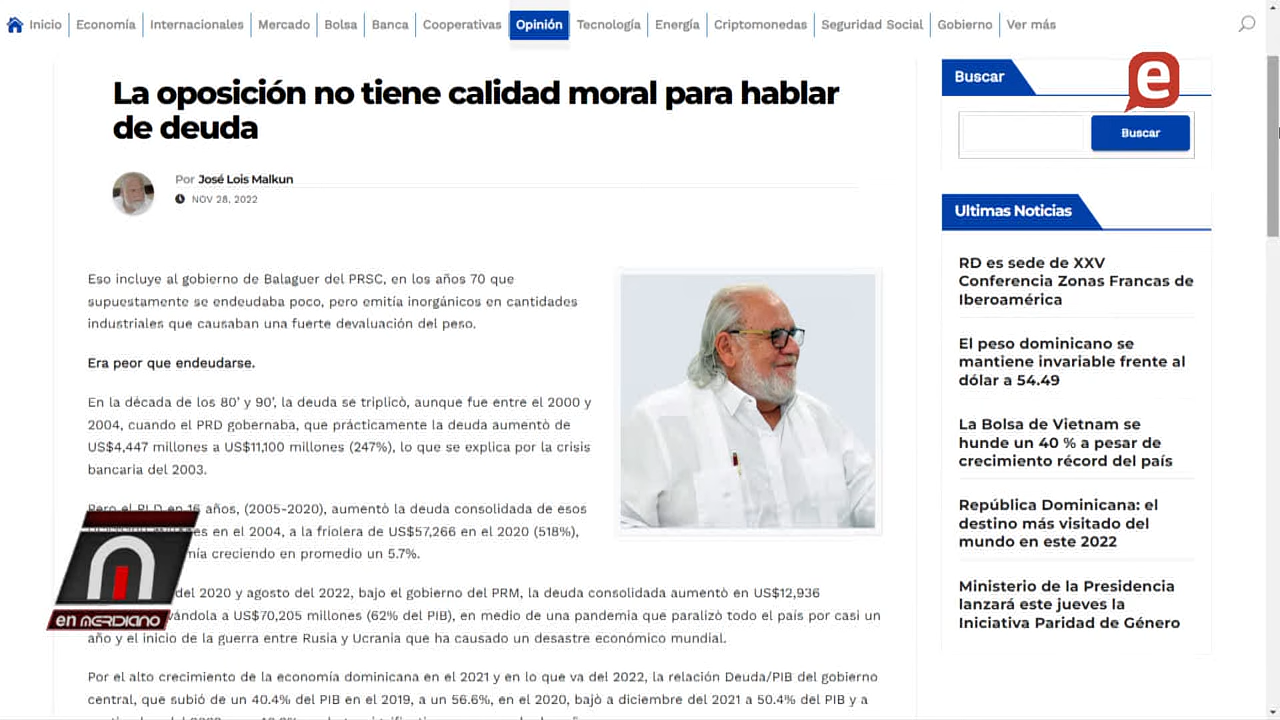 Inicio Economía Internacionales Mercado Bolsa Banca Cooperativas Opinión Tecnología Energía Criptomonedas Seguridad Social Gobierno Ver más
La oposición no tiene calidad moral para hablar
de deuda
Por José Lois Malkun
NOV 28, 2022
Eso incluye al gobierno de Balaguer del PRSC, en los años 70 que
supuestamente se endeudaba poco, pero emitía inorgánicos en cantidades
industriales que causaban una fuerte devaluación del peso.
Era peor que endeudarse.
En la década de los 80' y 90', la deuda se triplicò, aunque fue entre el 2000 y
2004, cuando el PRD gobernaba, que prácticamente la deuda aumentò de
US$4,447 millones a US$11,100 millones (247%), lo que se explica por la crisis
bancaria del 2003.
Pero el PLD en 16 años, (2005-2020), aumentò la deuda consolidada de esos
en el 2004, a la friolera de US$57,266 en el 2020 (518%),
creciendo en promedio un 5.7%.
del 2020 y agosto del 2022, bajo el gobierno del PRM, la deuda consolidada aumentò en US$12,936
a US$70,205 millones (62% del PIB), en medio de una pandemia que paralizò todo el país por casi un
año y el inicio de la guerra entre Rusia y Ucrania que ha causado un desastre económico mundial.
Por el alto crecimiento de la economía dominicana en el 2021 y en lo que va del 2022, la relación Deuda/PIB del gobierno
central, que subió de un 40.4% del PIB en el 2019, a un 56.6%, en el 2020, bajò a diciembre del 2021 a 50.4% del PIB y a
en MERIDIANO
e
Buscar
Buscar
Ultimas Noticias
RD es sede de XXV
Conferencia Zonas Francas de
Iberoamérica
El peso dominicano se
mantiene invariable frente al
dólar a 54.49
La Bolsa de Vietnam se
hunde un 40 % a pesar de
crecimiento récord del país
República Dominicana: el
destino más visitado del
mundo en este 2022
Ministerio de la Presidencia
lanzará este jueves la
Iniciativa Paridad de Género